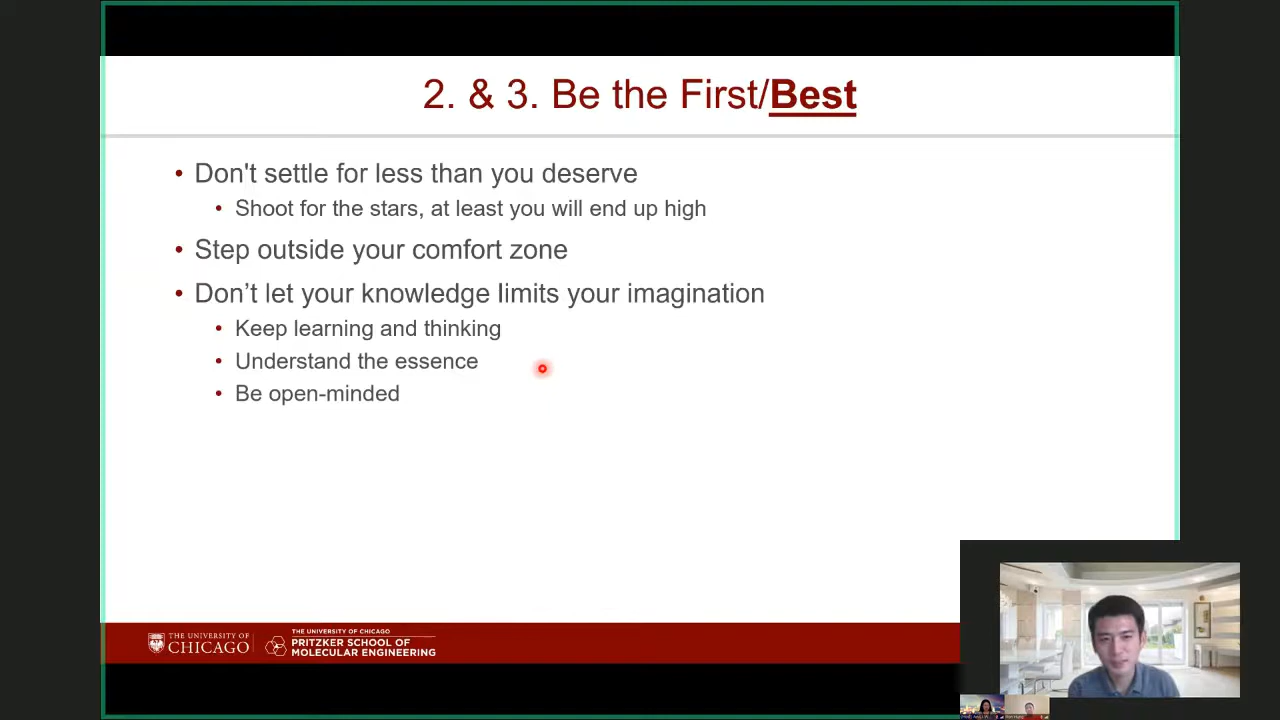 2. & 3. Be the First/Best
• Don't settle for less than you deserve
• Shoot for the stars, at least you will end up high
• Step outside your comfort zone
• Don’t let your knowledge limits your imagination
• Keep learning and thinking
• Understand the essence
• Be open-minded
THE UNIVERSITY OF
CHICAGO
THE UNIVERSITY OF CHICAGO
PRITZKER SCHOOL OF
MOLECULAR ENGINEERING